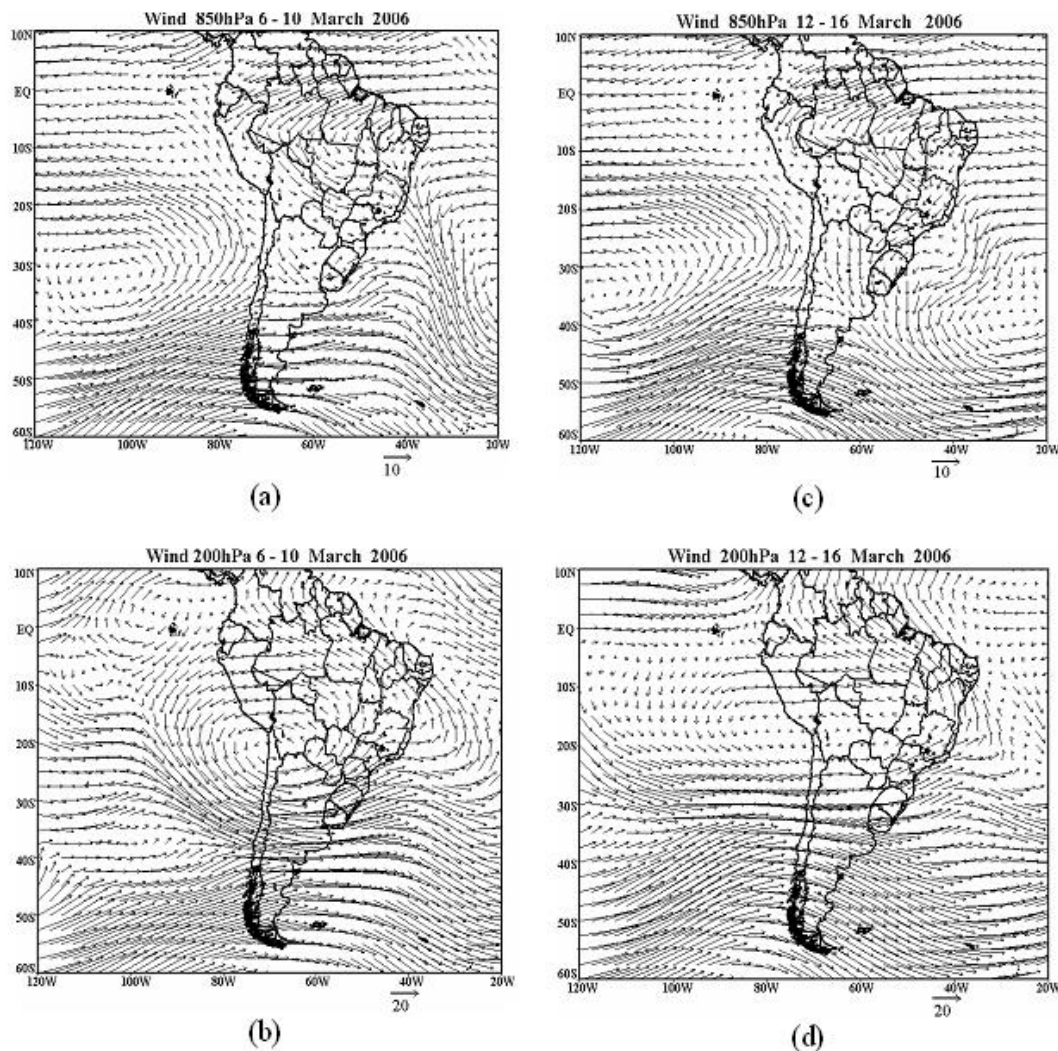 Wind 850hPa 6 - 10 March 2006
10N
EQ
10S
20S
30S
40S
50S
60S
120W 100W 80W 60W 40W 20W
10
(a)
Wind 850hPa 12 - 16 March 2006
10N
EQ
10S
20S
30S
40S
50S
60S
120W 100W 80W 60W 40W 20W
10
(c)
Wind 200hPa 6 - 10 March 2006
10N
EQ
10S
20S
30S
40S
50S
60S
120W 100W 80W 60W 40W 20W
20
(b)
Wind 200hPa 12 - 16 March 2006
10N
EQ
10S
20S
30S
40S
50S
60S
120W 100W 80W 60W 40W 20W
20
(d)